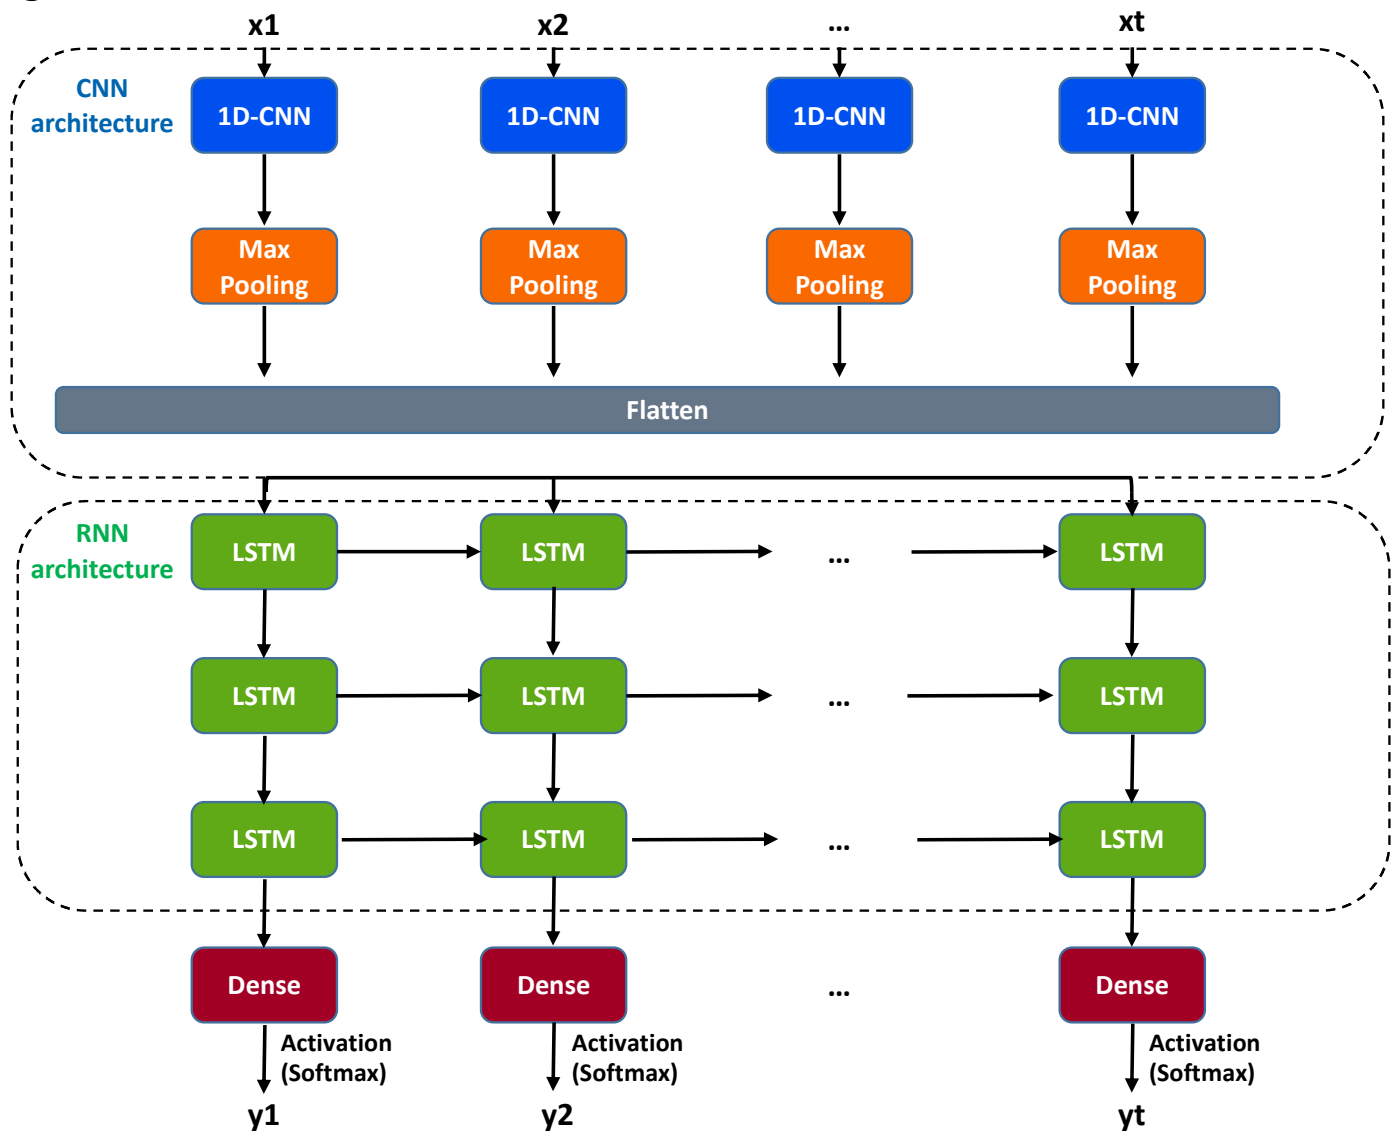 x1 x2 ... xt
CNN
architecture
1D-CNN 1D-CNN 1D-CNN 1D-CNN
Max Max Max Max
Pooling Pooling Pooling Pooling
Flatten
RNN
architecture
LSTM LSTM ... LSTM
LSTM LSTM ... LSTM
LSTM LSTM ... LSTM
Dense Dense ... Dense
Activation Activation Activation
(Softmax) (Softmax) (Softmax)
y1 y2 yt